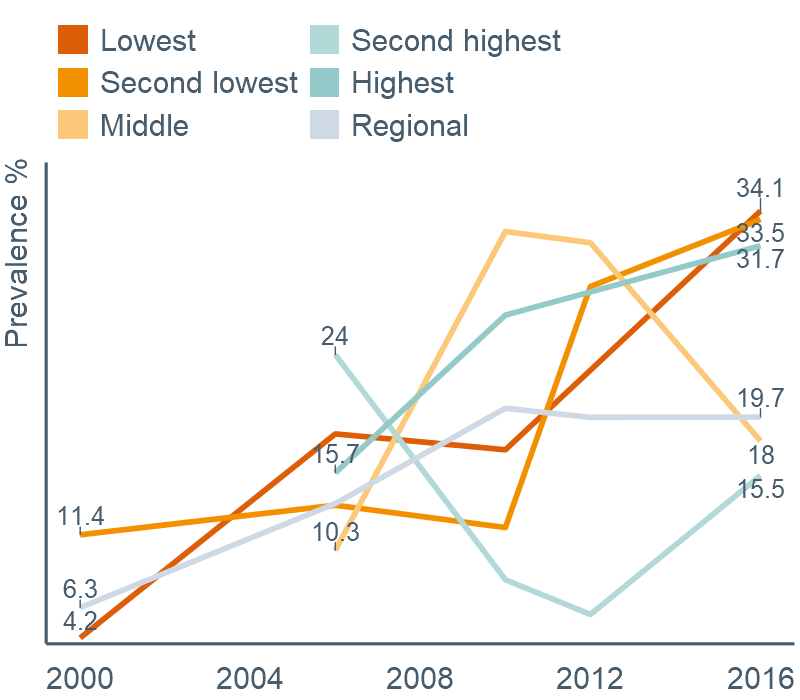 Lowest
Second lowest
Middle
Second highest
Highest
Regional
Prevalence %
34.1
33.5
31.7
24
19.7
15.7
18
15.5
11.4
10.3
6.3
4.2
2000 2004 2008 2012 2016